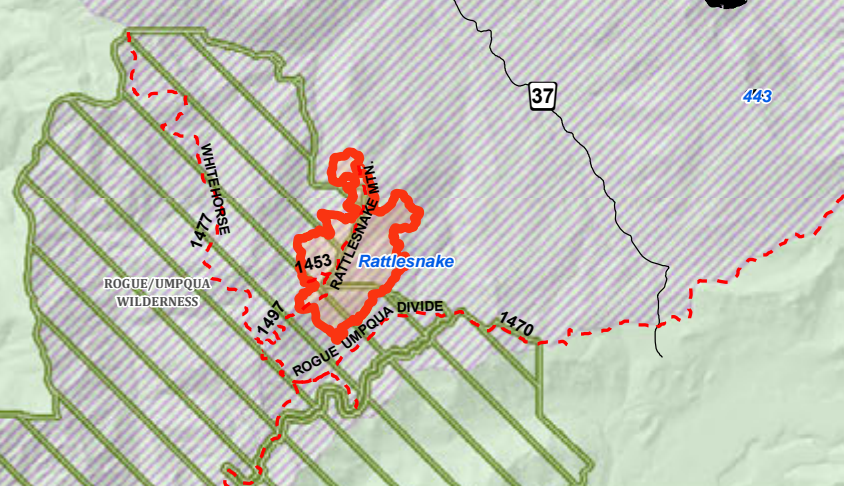 37
443
WHITEHORSE
RATTLESNAKE MTN.
1477
1453
Rattlesnake
ROGUE/UMPQUA
WILDERNESS
1497
ROGUE UMPQUA DIVIDE
1470